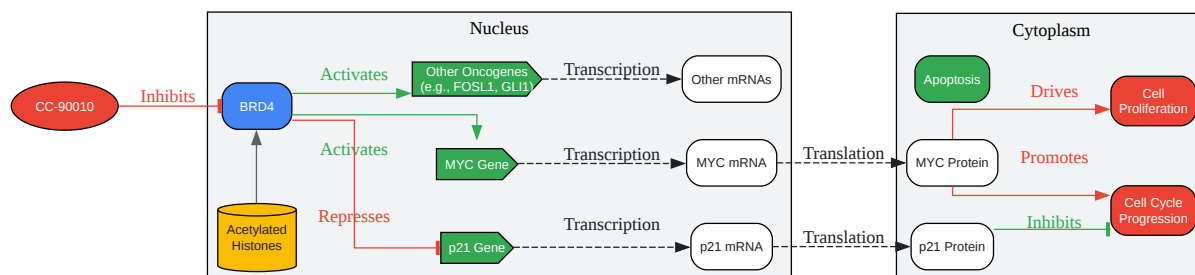 Nucleus
Cytoplasm
CC-90010
Inhibits
BRD4
Acetylated
Histones
Activates
Activates
Represses
Other Oncogenes
(e.g., FOSL1, GLI1)
MYC Gene
p21 Gene
Transcription
Transcription
Transcription
Other mRNAs
MYC mRNA
p21 mRNA
Translation
Translation
Apoptosis
MYC Protein
p21 Protein
Drives
Promotes
Inhibits
Cell
Proliferation
Cell Cycle
Progression